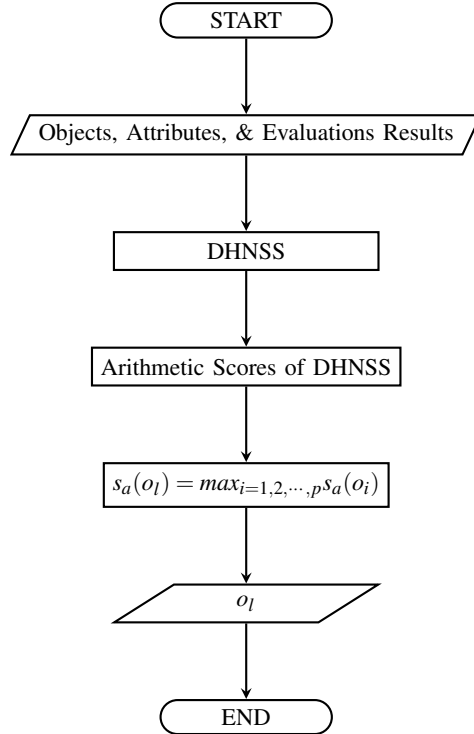 START
Objects, Attributes, & Evaluations Results
DHNSS
Arithmetic Scores of DHNSS
$s_a(o_l) = max_{i=1,2,\cdots,p} s_a(o_i)$
$o_l$
END